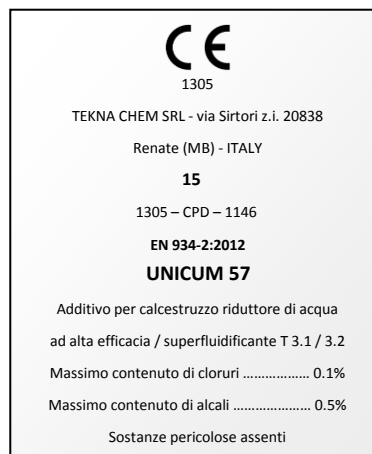 CE
1305
TEKNA CHEM SRL - via Sirtori z.i. 20838
Renate (MB) - ITALY
15
1305 – CPD – 1146
EN 934-2:2012
UNICUM 57
Additivo per calcestruzzo riduttore di acqua
ad alta efficacia / superfluidificante T 3.1 / 3.2
Massimo contenuto di cloruri ……………… 0.1%
Massimo contenuto di alcali ………………… 0.5%
Sostanze pericolose assenti